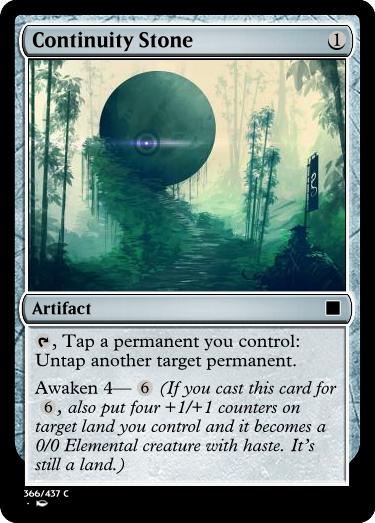 Continuity Stone 1
Artifact
, Tap a permanent you control:
Untap another target permanent.
Awaken 4— 6 (If you cast this card for
6, also put four +1/+1 counters on
target land you control and it becomes a
0/0 Elemental creature with haste. It's
still a land.)
366/437 C